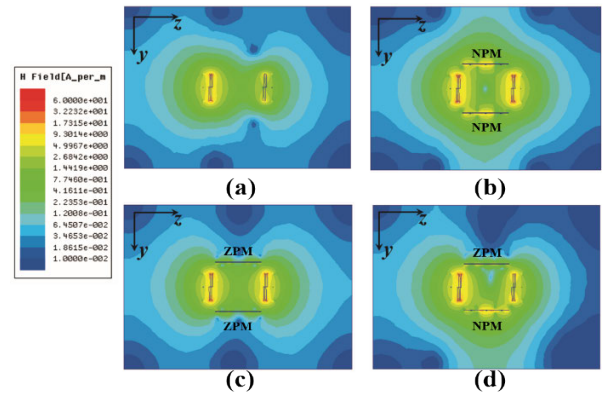 H Field[A_per_m
6.0000e+001
3.2232e+001
1.7315e+001
9.3014e+000
4.9967e+000
2.6842e+000
1.4419e+000
7.7460e-001
4.1611e-001
2.2353e-001
1.2008e-001
6.4507e-002
3.4653e-002
1.8615e-002
1.0000e-002
z
y
(a)
z
y
NPM
NPM
(b)
z
y
ZPM
ZPM
(c)
z
y
ZPM
NPM
(d)